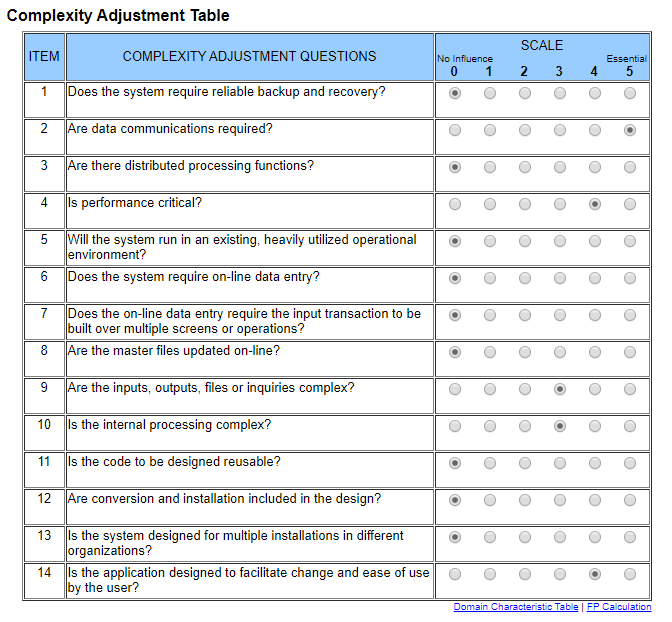 Complexity Adjustment Table
ITEM
COMPLEXITY ADJUSTMENT QUESTIONS
SCALE
No Influence
Essential
0 1 2 3 4 5
1 Does the system require reliable backup and recovery?
2 Are data communications required?
3 Are there distributed processing functions?
4 Is performance critical?
5 Will the system run in an existing, heavily utilized operational
environment?
6 Does the system require on-line data entry?
7 Does the on-line data entry require the input transaction to be
built over multiple screens or operations?
8 Are the master files updated on-line?
9 Are the inputs, outputs, files or inquiries complex?
10 Is the internal processing complex?
11 Is the code to be designed reusable?
12 Are conversion and installation included in the design?
13 Is the system designed for multiple installations in different
organizations?
14 Is the application designed to facilitate change and ease of use
by the user?
Domain Characteristic Table | FP Calculation